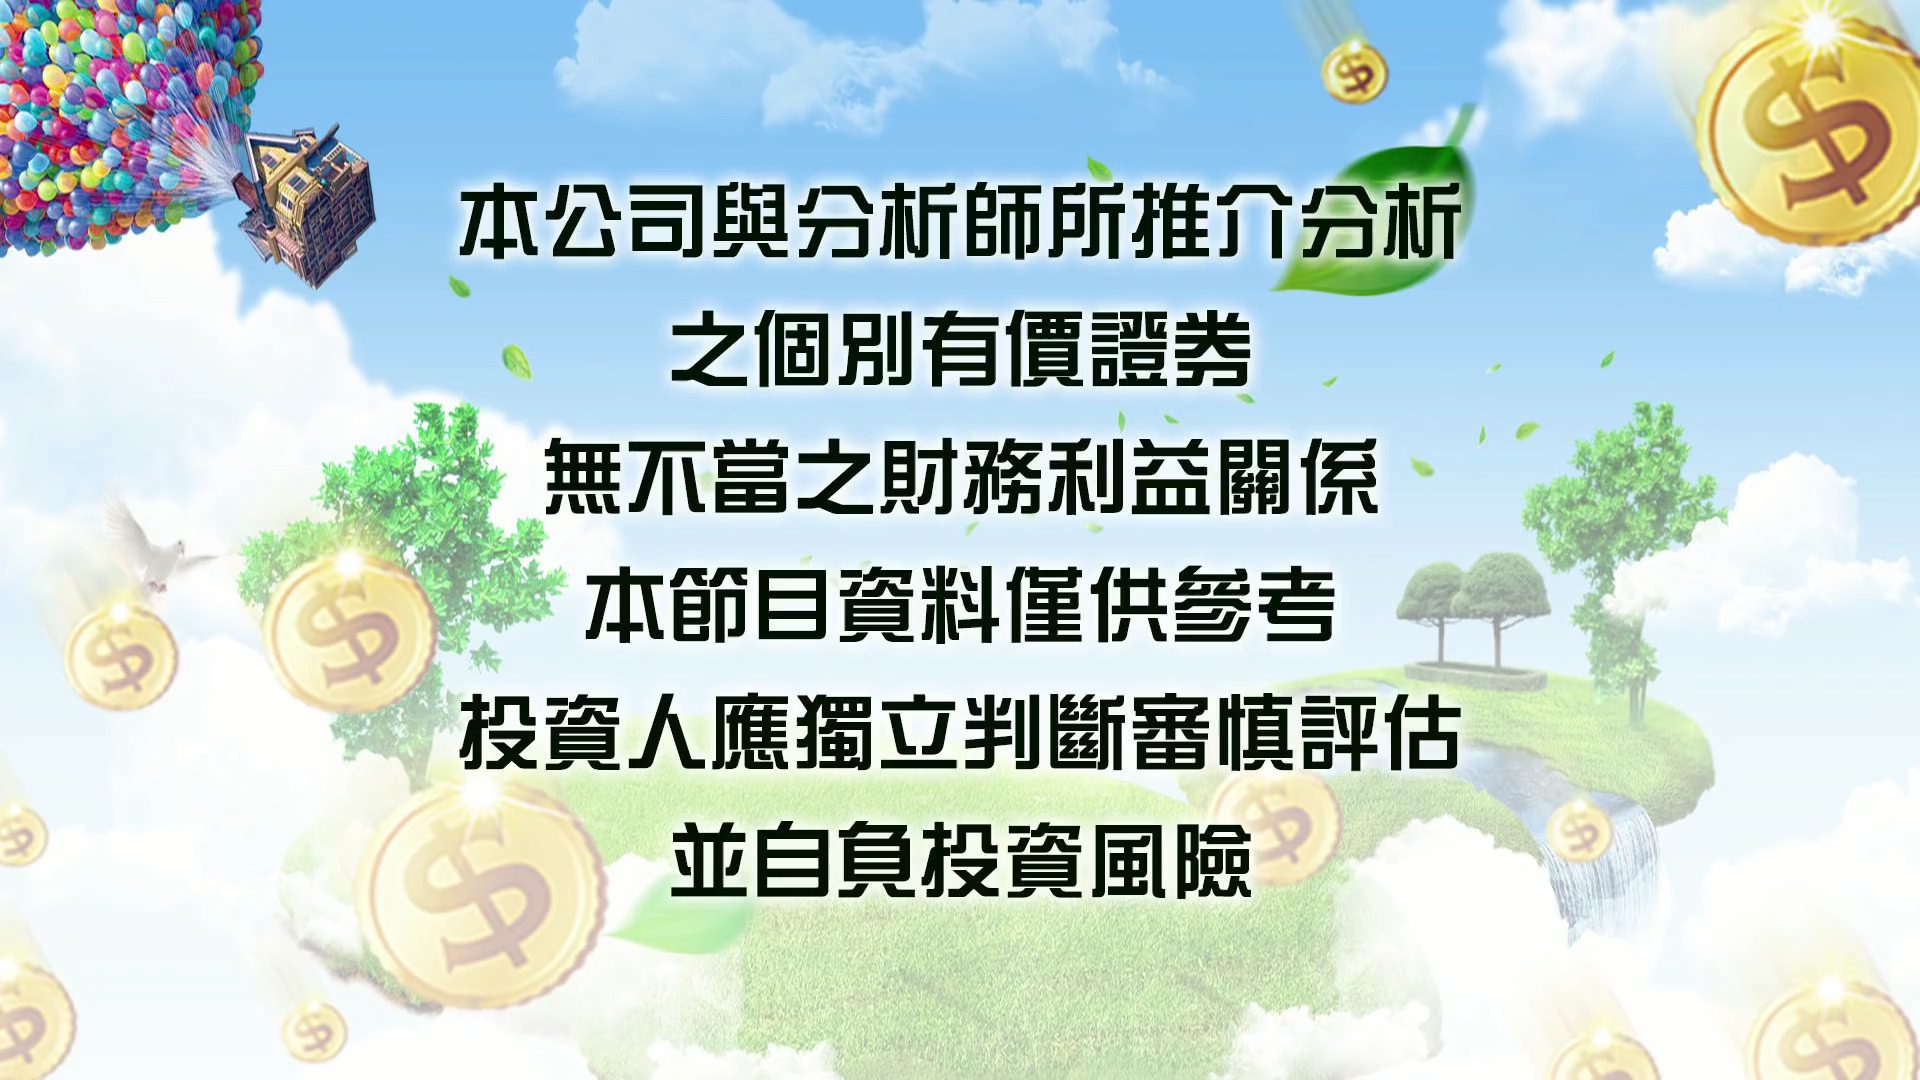 本公司與分析師所推介分析
之個別有價證券
無不當之財務利益關係
本節目資料僅供參考
投資人應獨立判斷審慎評估
並自負投資風險